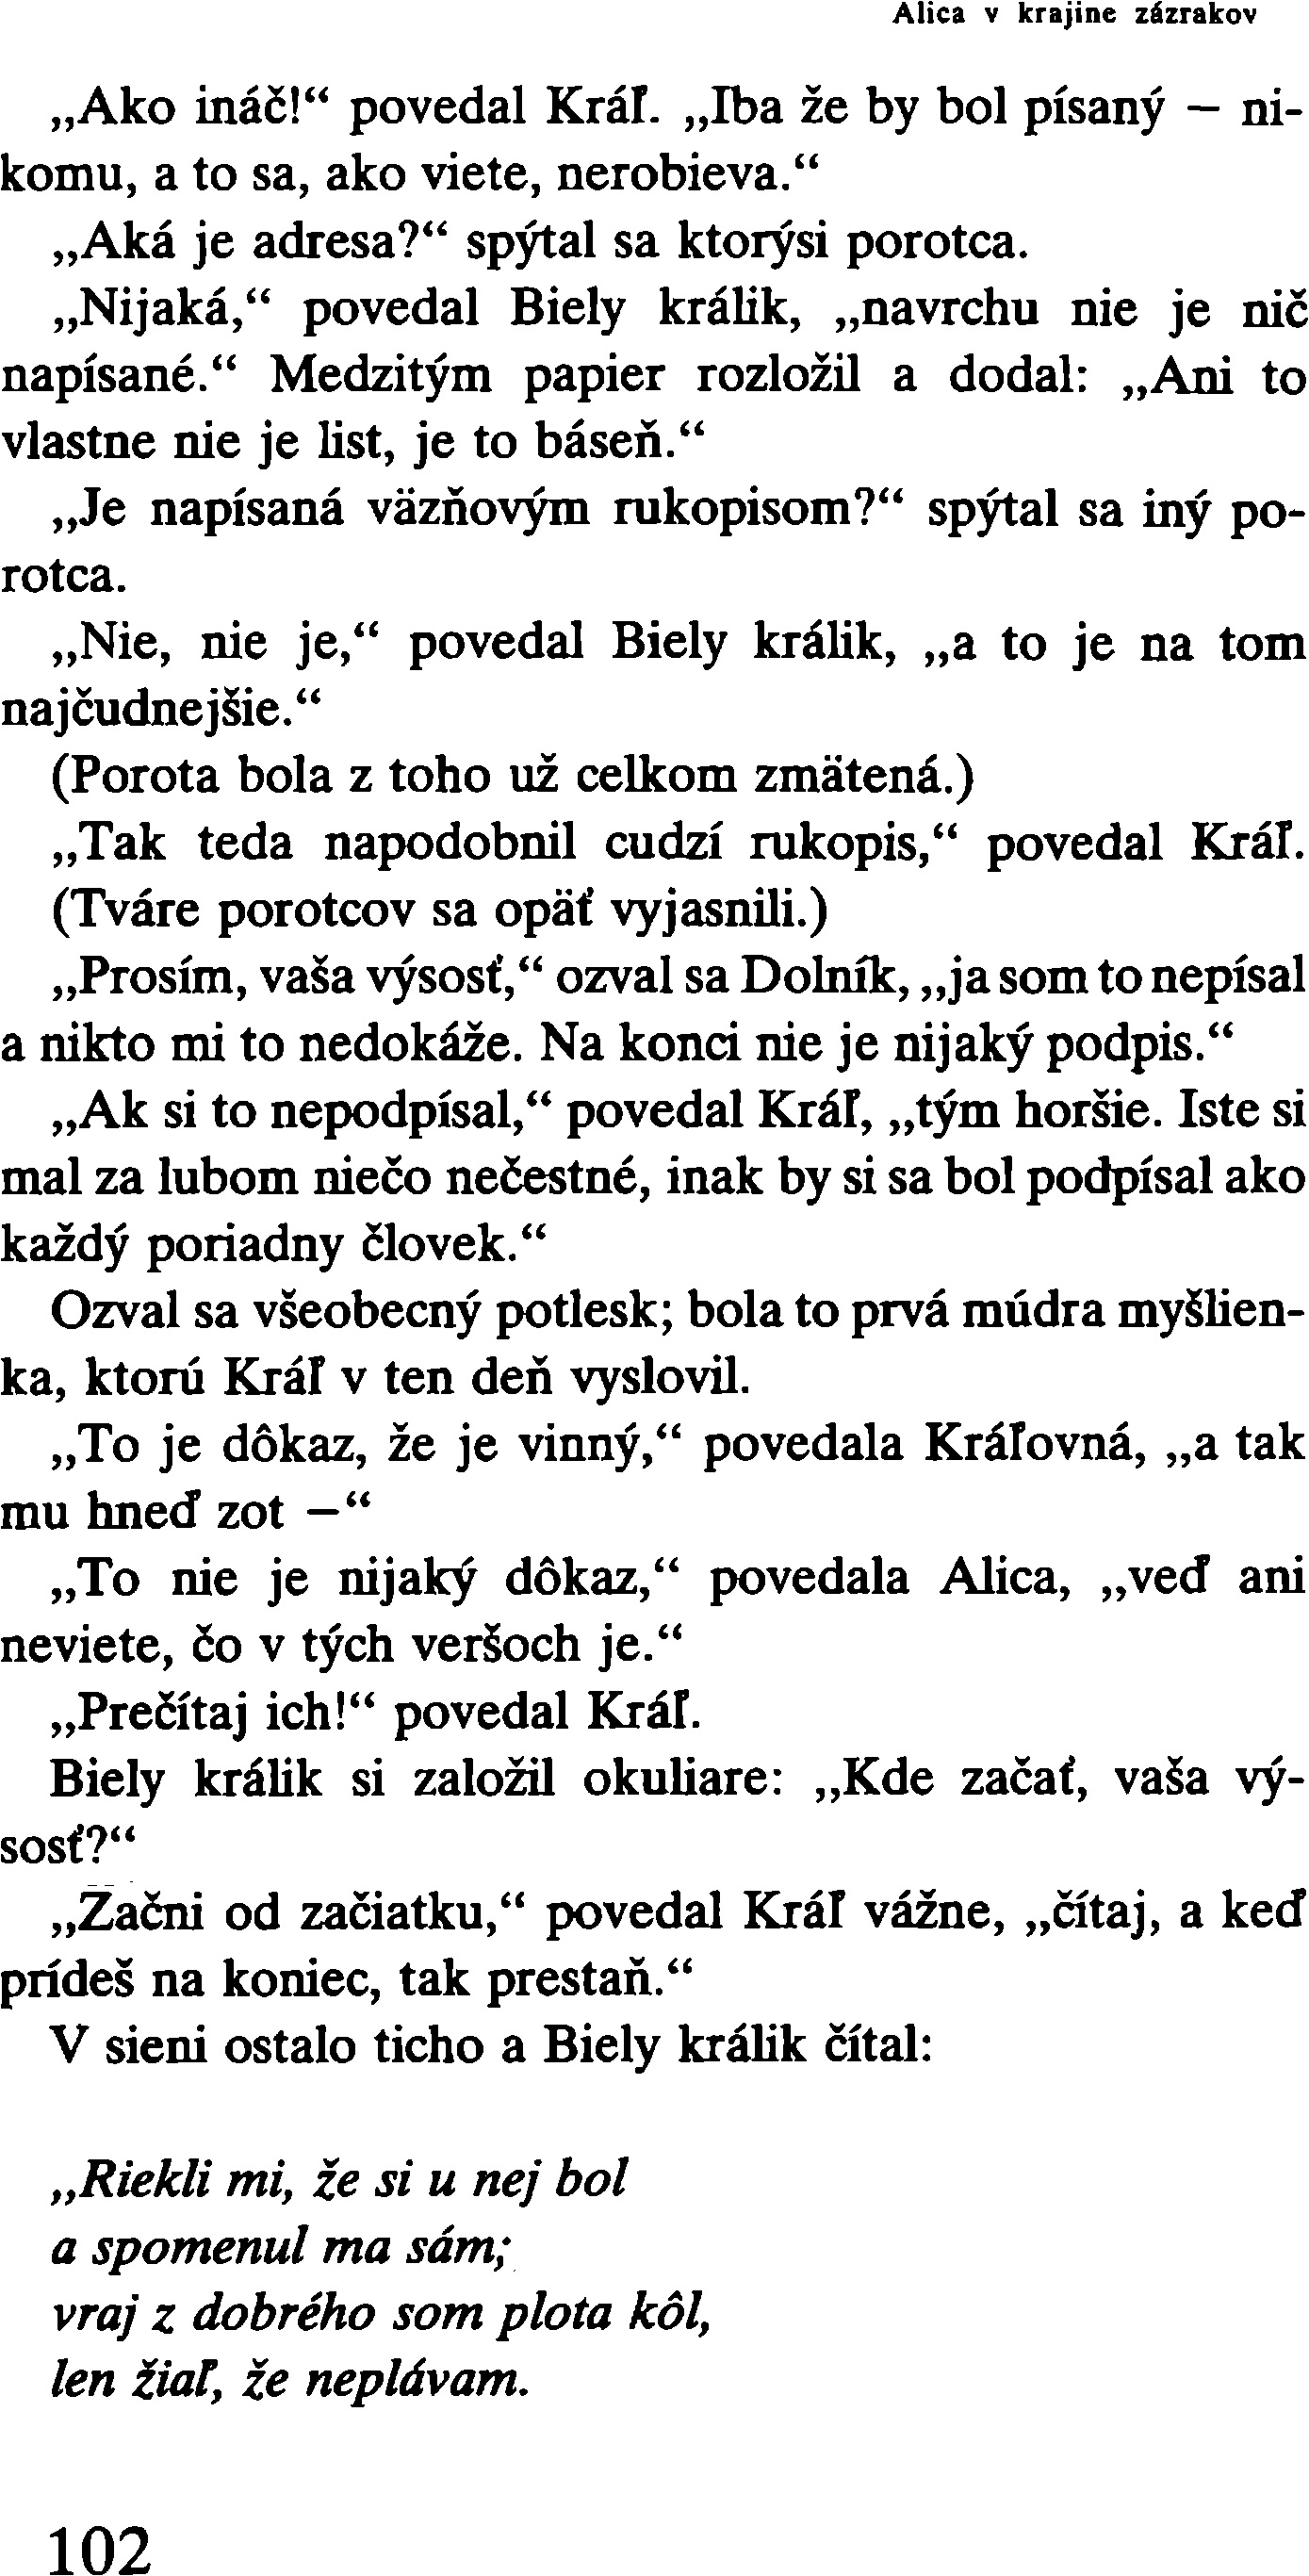 Alica v krajine zázrakov
„Ako ináč!“ povedal Kráľ. „Iba že by bol písaný — ni-
komu, a to sa, ako viete, nerobieva.“
„Aká je adresa?“ spýtal sa ktorýsi porotca.
„Nijaká,“ povedal Biely králik, „navrchu nie je nič
napísané.“ Medzitým papier rozložil a dodal: „Ani to
vlastne nie je list, je to báseň.“
„Je napísaná väzňovým rukopisom?“ spýtal sa iný po-
rotca.
„Nie, nie je,“ povedal Biely králik, „a to je na tom
najčudnejšie.“
(Porota bola z toho už celkom zmätená.)
„Tak teda napodobnil cudzí rukopis,“ povedal Kráľ.
(Tváre porotcov sa opäť vyjasnili.)
„Prosím, vaša výsosť,“ ozval sa Dolník, „ja som to nepísal
a nikto mi to nedokáže. Na konci nie je nijaký podpis.“
„Ak si to nepodpísal,“ povedal Kráľ, „tým horšie. Iste si
mal za lubom niečo nečestné, inak by si sa bol podpísal ako
každý poriadny človek.“
Ozval sa všeobecný potlesk; bola to prvá múdra myšlien-
ka, ktorú Kráľ v ten deň vyslovil.
„To je dôkaz, že je vinný,“ povedala Kráľovná, „a tak
mu hneď zot —“
„To nie je nijaký dôkaz,“ povedala Alica, „veď ani
neviete, čo v tých veršoch je.“
„Prečítaj ich!“ povedal Kráľ.
Biely králik si založil okuliare: „Kde začať, vaša vý-
sosť?“
„Začni od začiatku,“ povedal Kráľ vážne, „čítaj, a keď
prídeš na koniec, tak prestaň.“
V sieni ostalo ticho a Biely králik čítal:
„Riekli mi, že si u nej bol
a spomenul ma sám;
vraj z dobrého som plota kôl,
len žiaľ, že neplávam.
102